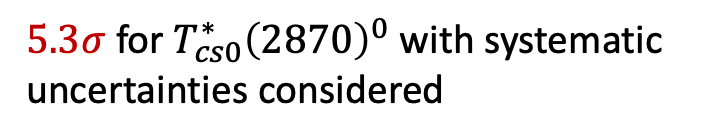 5.3σ for T*cs0(2870)⁰ with systematic
uncertainties considered